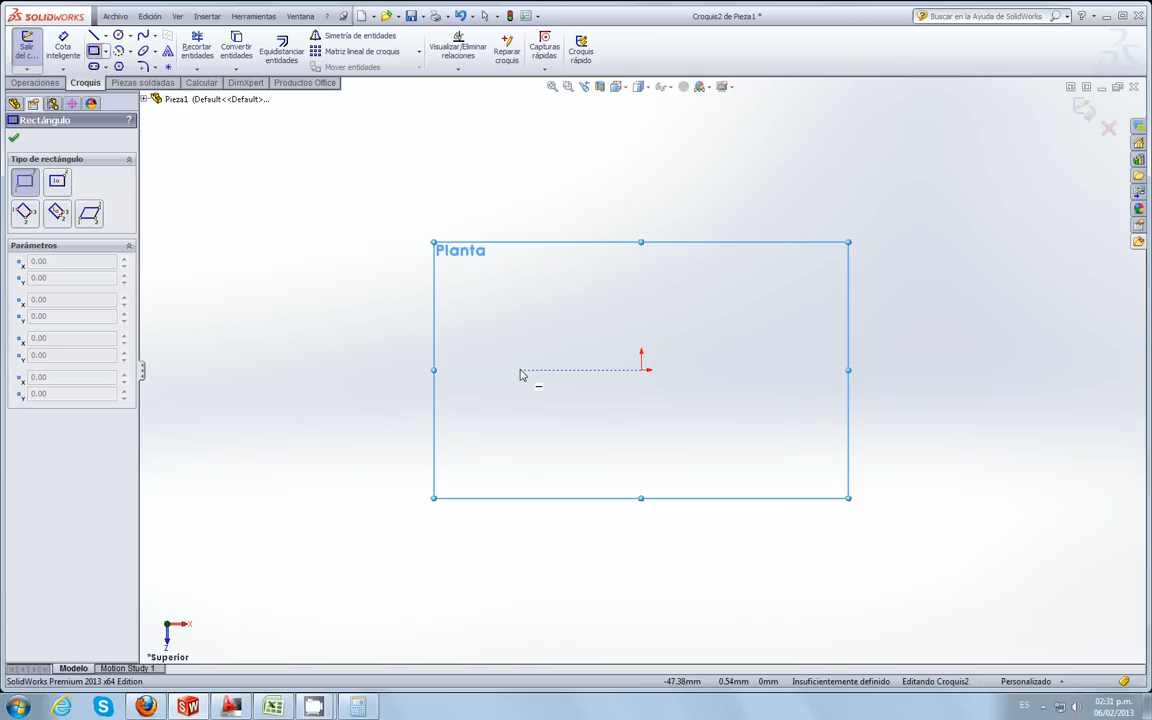 SOLIDWORKS
Archivo Edición Ver Insertar Herramientas Ventana ?
Croquis2 de Pieza1 *
Buscar en la Ayuda de SolidWorks
Salir del c...
Cota inteligente
Recortar entidades
Convertir entidades
Equidistanciar entidades
Simetría de entidades
Matriz lineal de croquis
Mover entidades
Visualizar/Eliminar relaciones
Reparar croquis
Capturas rápidas
Croquis rápido
Operaciones Croquis Piezas soldadas Calcular DimXpert Productos Office
Pieza1 (Default<<Default>...
Rectángulo ?
Tipo de rectángulo
Parámetros
X 0.00
Y 0.00
X 0.00
Y 0.00
X 0.00
Y 0.00
X 0.00
Y 0.00
Planta
X
Z
*Superior
Modelo Motion Study 1
SolidWorks Premium 2013 x64 Edition
-47.38mm 0.54mm 0mm Insuficientemente definido Editando Croquis2 Personalizado
ES
02:31 p.m.
06/02/2013